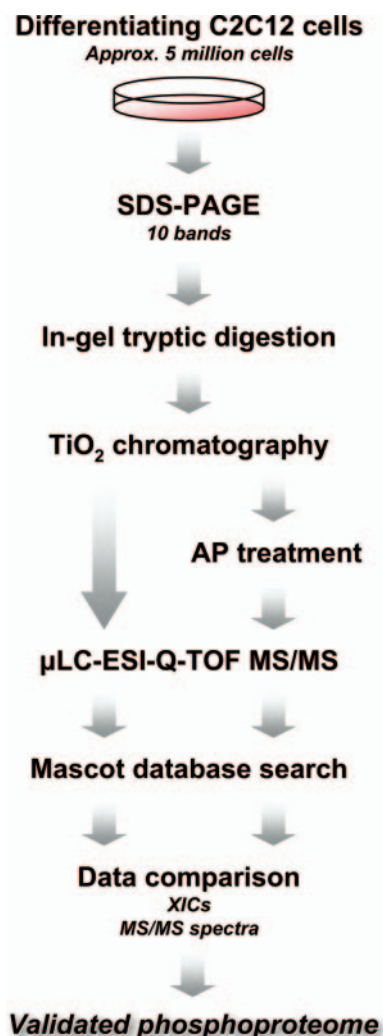 Differentiating C2C12 cells
Approx. 5 million cells
SDS-PAGE
10 bands
In-gel tryptic digestion
TiO₂ chromatography
AP treatment
µLC-ESI-Q-TOF MS/MS
Mascot database search
Data comparison
XICs
MS/MS spectra
Validated phosphoproteome